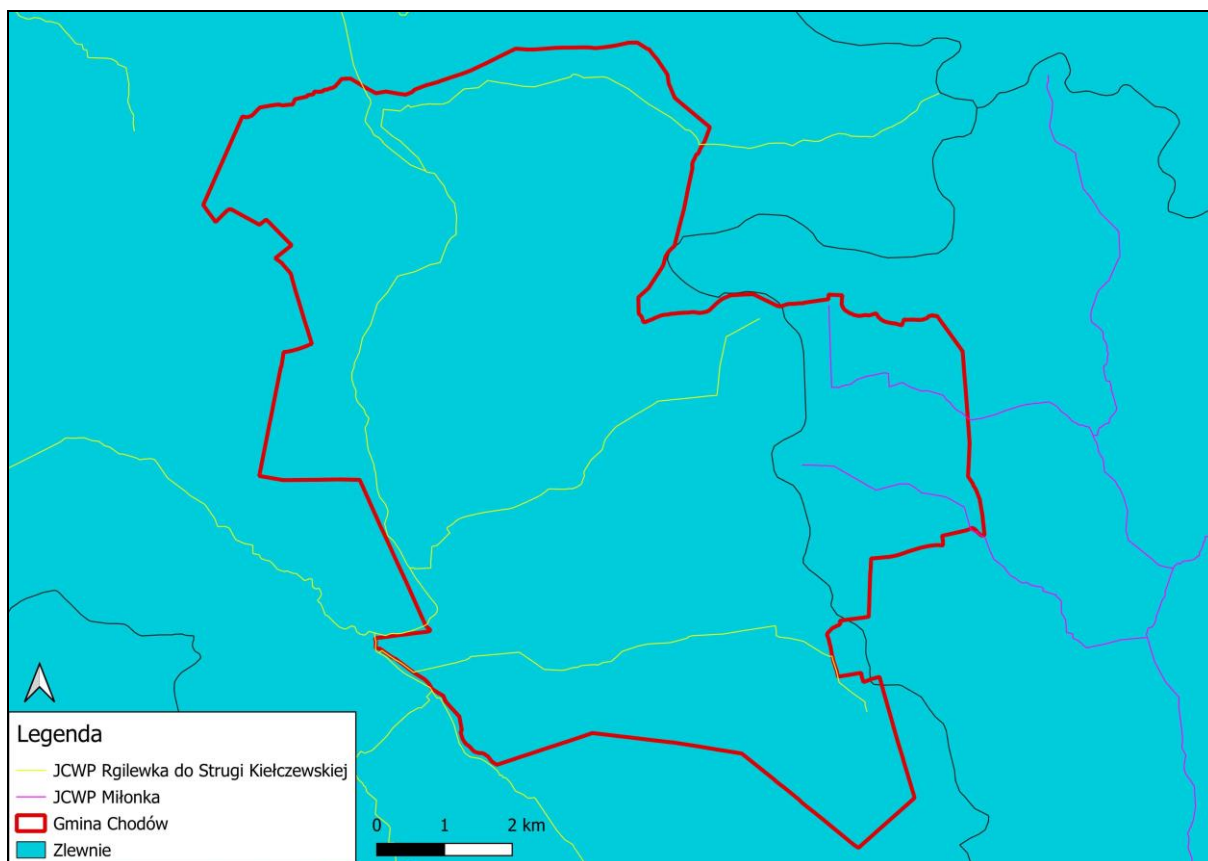 Legenda
JCWP Rgilewka do Strugi Kiełczewskiej
JCWP Miłonka
Gmina Chodów
Zlewnie
0 1 2 km